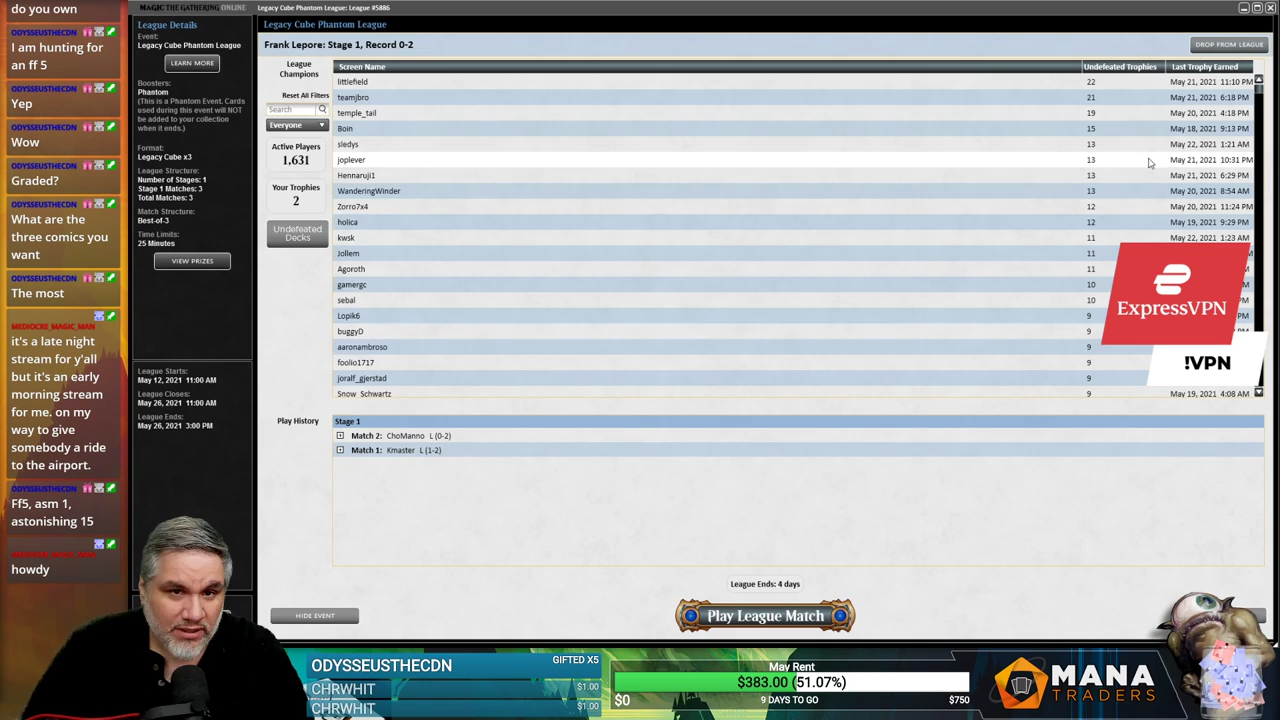 do you own
ODYSSEUSTHECDN
I am hunting for
an ff 5
ODYSSEUSTHECDN
Yep
ODYSSEUSTHECDN
Wow
ODYSSEUSTHECDN
Graded?
ODYSSEUSTHECDN
What are the
three comics you
want
ODYSSEUSTHECDN
The most
MEDIOCRE_MAGIC_MAN
it's a late night
stream for y'all
but it's an early
morning stream
for me. on my
way to give
somebody a ride
to the airport.
ODYSSEUSTHECDN
Ff5, asm 1,
astonishing 15
howdy
MAGIC THE GATHERING ONLINE
Legacy Cube Phantom League: League #5886
League Details
Event:
Legacy Cube Phantom League
LEARN MORE
Boosters:
Phantom
(This is a Phantom Event. Cards
used during this event will NOT
be added to your collection
when it ends.)
Format:
Legacy Cube x3
League Structure:
Number of Stages: 1
Stage 1 Matches: 3
Total Matches: 3
Match Structure:
Best-of-3
Time Limits:
25 Minutes
VIEW PRIZES
League Starts:
May 12, 2021 11:00 AM
League Closes:
May 26, 2021 11:00 AM
League Ends:
May 26, 2021 3:00 PM
Legacy Cube Phantom League
Frank Lepore: Stage 1, Record 0-2
DROP FROM LEAGUE
League
Champions
Reset All Filters
Search
Everyone
Active Players
1,631
Your Trophies
2
Undefeated
Decks
Screen Name Undefeated Trophies Last Trophy Earned
littlefield 22 May 21, 2021 11:10 PM
teamjbro 21 May 21, 2021 6:18 PM
temple_tail 19 May 20, 2021 4:18 PM
Boin 15 May 18, 2021 9:13 PM
sledys 13 May 22, 2021 1:21 AM
joplever 13 May 21, 2021 10:31 PM
Hennaruji1 13 May 21, 2021 6:29 PM
WanderingWinder 13 May 20, 2021 8:54 AM
Zorro7x4 12 May 20, 2021 11:24 PM
holica 12 May 19, 2021 9:29 PM
kwsk 11 May 22, 2021 1:23 AM
Jollem 11
Agoroth 11
gamergc 10 PM
sebal 10 PM
Lopik6 9 PM
buggyD 9
aaronambroso 9
foolio1717 9
joralf_gjerstad 9
Snow_Schwartz 9 May 19, 2021 4:08 AM
ExpressVPN
!VPN
Play History
Stage 1
Match 2: ChoManno L (0-2)
Match 1: Kmaster L (1-2)
League Ends: 4 days
HIDE EVENT
Play League Match
ODYSSEUSTHECDN GIFTED X5
CHRWHIT $1.00
CHRWHIT $1.00
May Rent
$383.00 (51.07%)
$0 9 DAYS TO GO $750
MANA
TRADERS